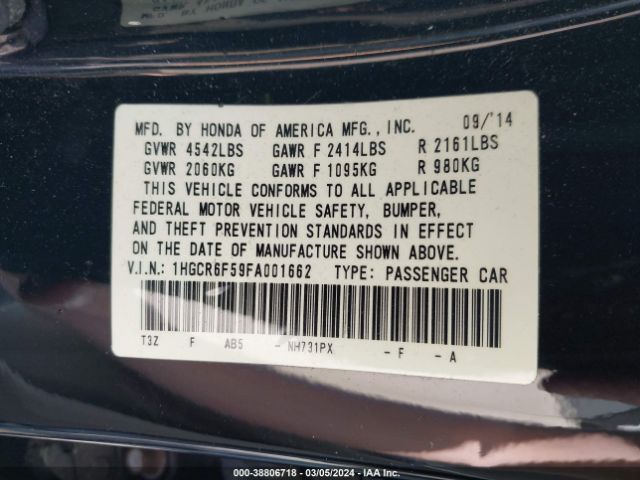 MFD. BY HONDA OF AMERICA MFG., INC. 09/'14
GVWR 4542LBS GAWR F 2414LBS R 2161LBS
GVWR 2060KG GAWR F 1095KG R 980KG
THIS VEHICLE CONFORMS TO ALL APPLICABLE
FEDERAL MOTOR VEHICLE SAFETY, BUMPER,
AND THEFT PREVENTION STANDARDS IN EFFECT
ON THE DATE OF MANUFACTURE SHOWN ABOVE.
V.I.N.: 1HGCR6F59FA001662 TYPE: PASSENGER CAR
T3Z F AB5 - NH731PX - F - A
000-38806718 - 03/05/2024 - IAA Inc.